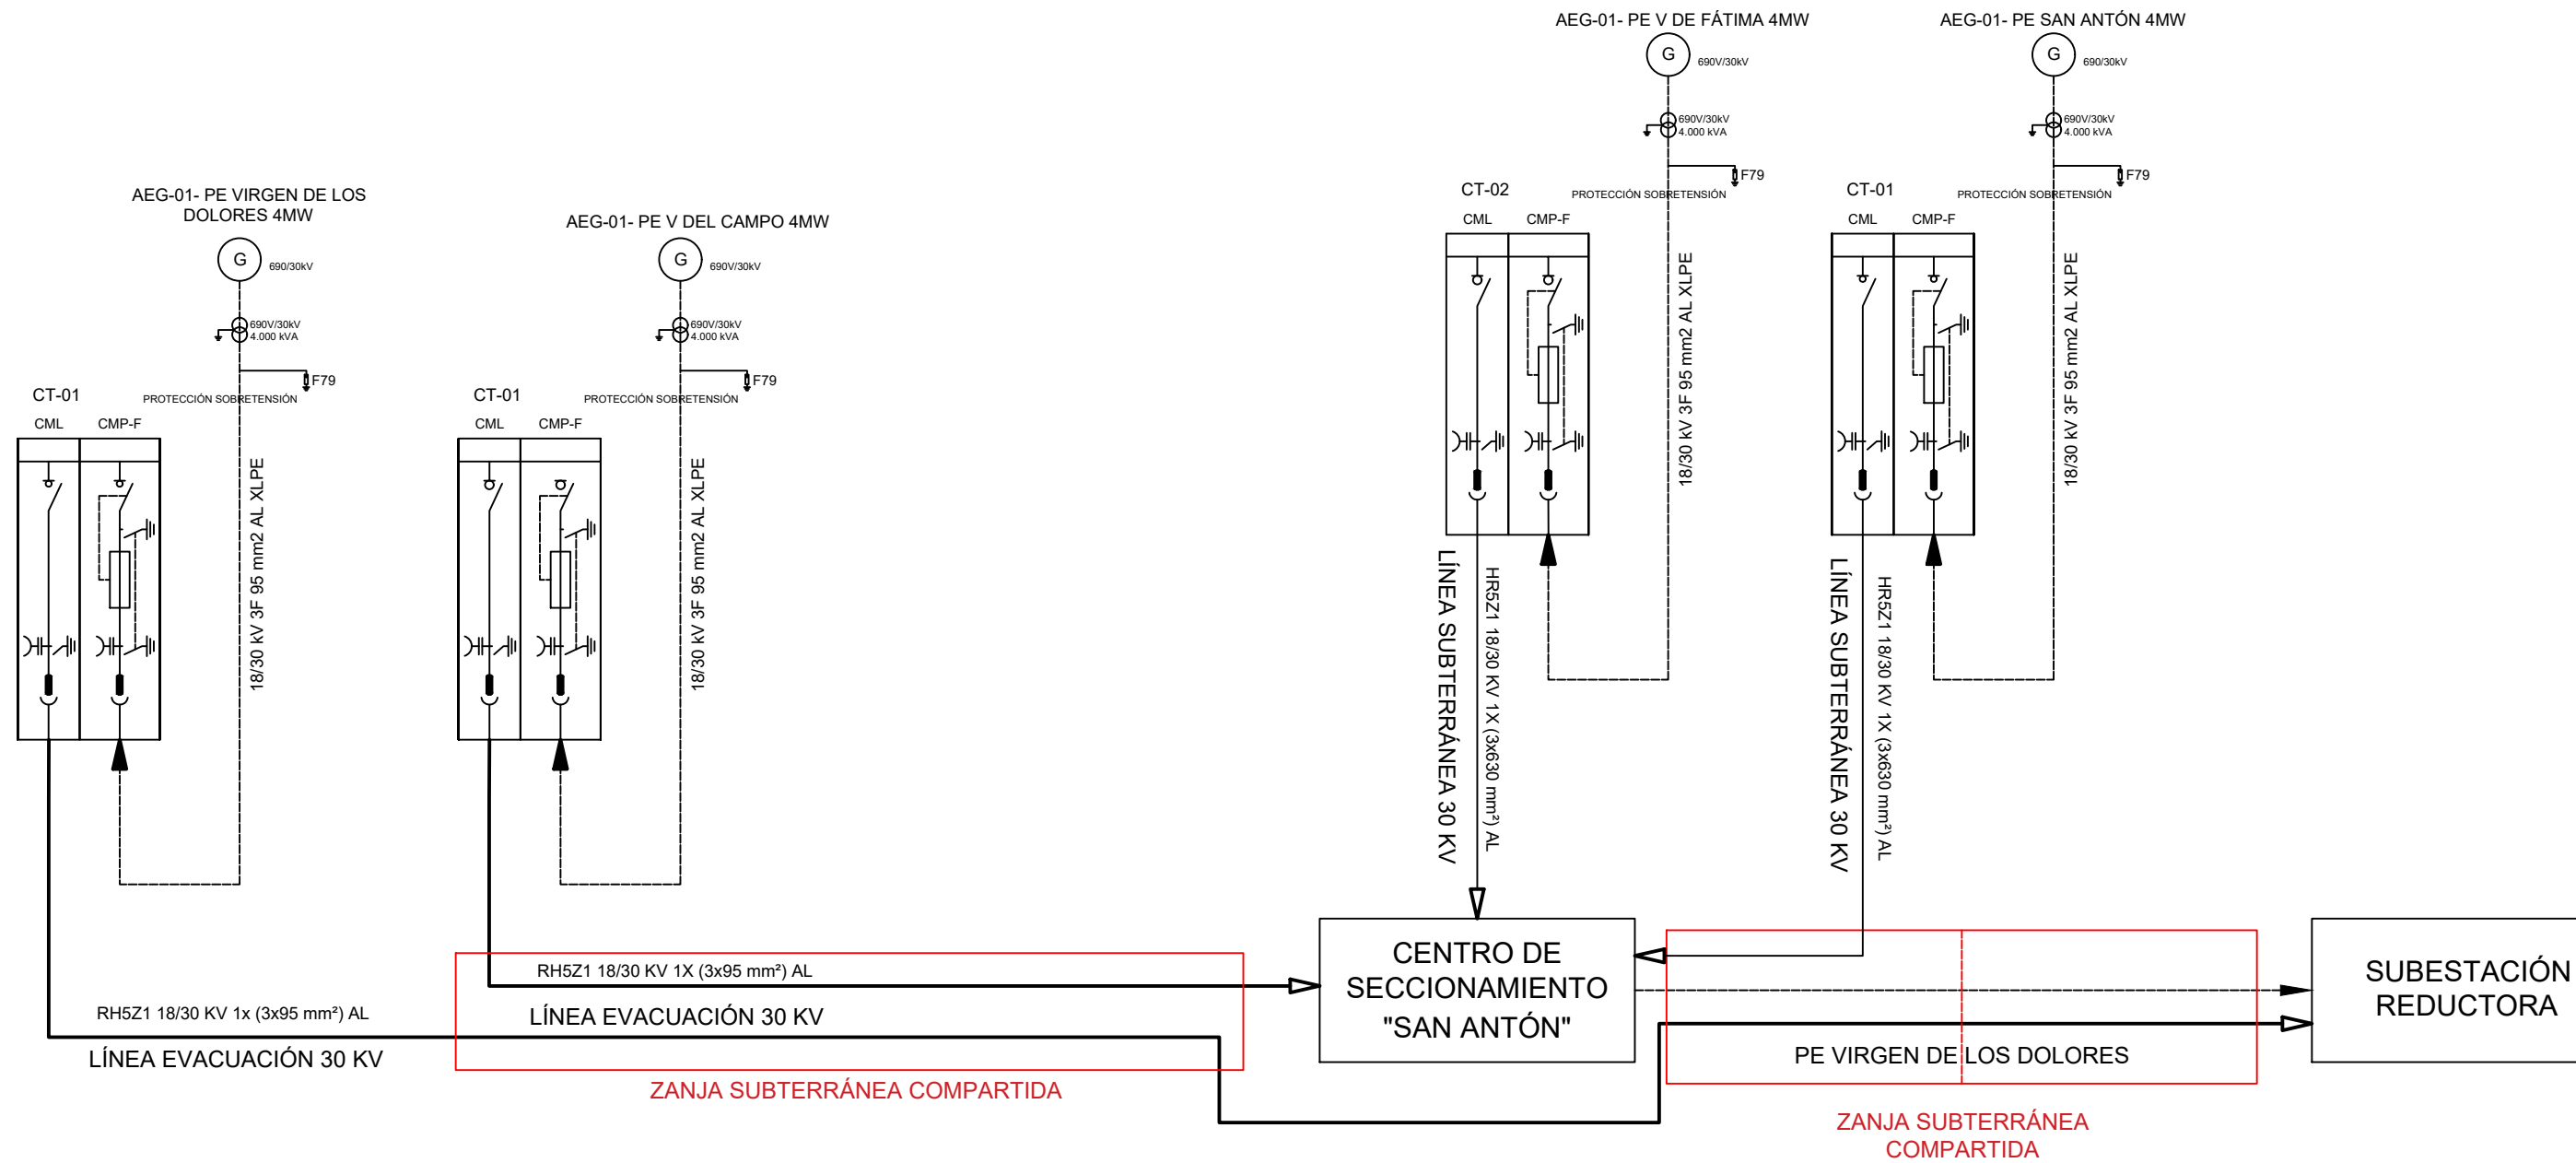 AEG-01- PE V DE FÁTIMA 4MW
G
690V/30kV
690V/30kV
4.000 kVA
F79
PROTECCIÓN SOBRETENSIÓN
CT-02
CML
CMP-F
18/30 kV 3F 95 mm2 AL XLPE
LÍNEA SUBTERRÁNEA 30 KV
HR5Z1 18/30 KV 1X (3x630 mm²) AL
AEG-01- PE SAN ANTÓN 4MW
G
690/30kV
690V/30kV
4.000 kVA
F79
PROTECCIÓN SOBRETENSIÓN
CT-01
CML
CMP-F
18/30 kV 3F 95 mm2 AL XLPE
LÍNEA SUBTERRÁNEA 30 KV
HR5Z1 18/30 KV 1X (3x630 mm²) AL
AEG-01- PE VIRGEN DE LOS
DOLORES 4MW
G
690/30kV
690V/30kV
4.000 kVA
F79
PROTECCIÓN SOBRETENSIÓN
CT-01
CML
CMP-F
18/30 kV 3F 95 mm2 AL XLPE
AEG-01- PE V DEL CAMPO 4MW
G
690V/30kV
690V/30kV
4.000 kVA
F79
PROTECCIÓN SOBRETENSIÓN
CT-01
CML
CMP-F
18/30 kV 3F 95 mm2 AL XLPE
RH5Z1 18/30 KV 1x (3x95 mm²) AL
LÍNEA EVACUACIÓN 30 KV
RH5Z1 18/30 KV 1X (3x95 mm²) AL
LÍNEA EVACUACIÓN 30 KV
ZANJA SUBTERRÁNEA COMPARTIDA
CENTRO DE
SECCIONAMIENTO
"SAN ANTÓN"
PE VIRGEN DE LOS DOLORES
ZANJA SUBTERRÁNEA
COMPARTIDA
SUBESTACIÓN
REDUCTORA